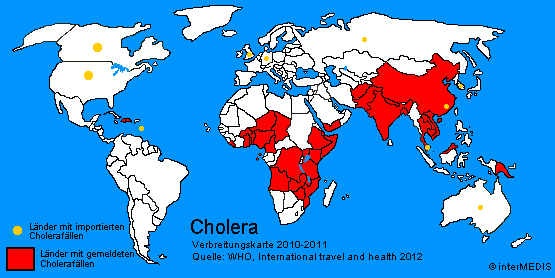 Cholera
Verbreitungskarte 2010-2011
Quelle: WHO, International travel and health 2012
Länder mit importierten
Cholerafällen
Länder mit gemeldeten
Cholerafällen
© interMEDIS